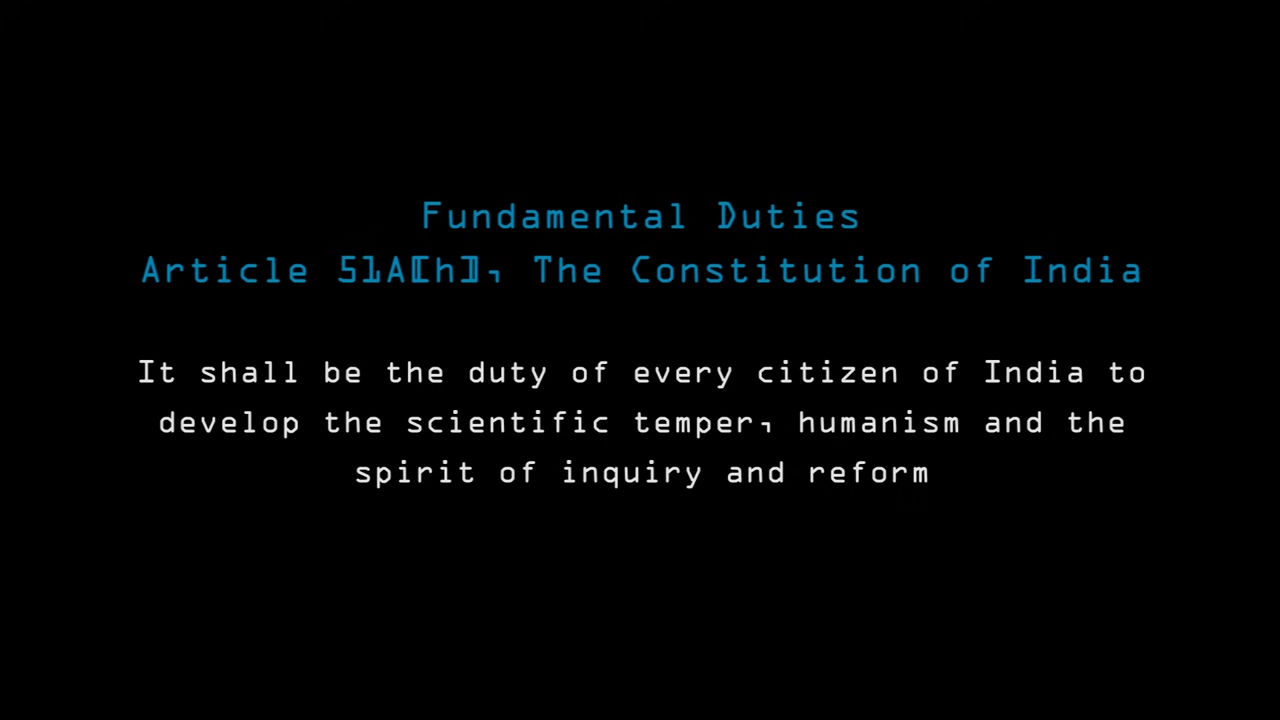 Fundamental Duties
Article 51A[h], The Constitution of India
It shall be the duty of every citizen of India to
develop the scientific temper, humanism and the
spirit of inquiry and reform